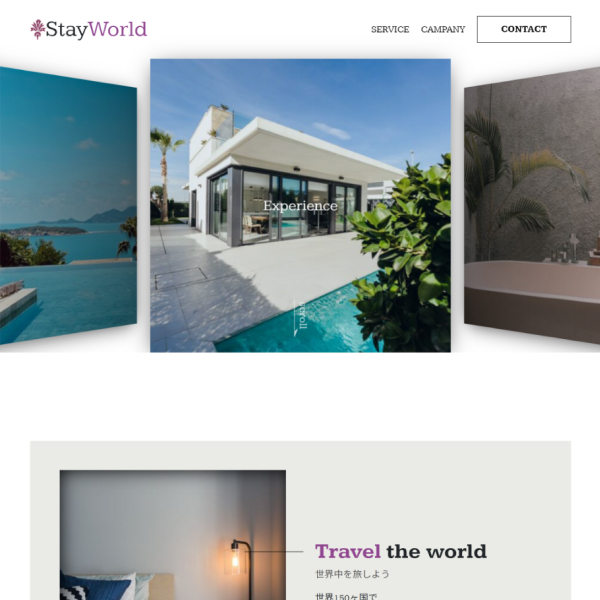 StayWorld
SERVICE
CAMPANY
CONTACT
Experience
scroll
Travel the world
世界中を旅しよう
世界150ヶ国で